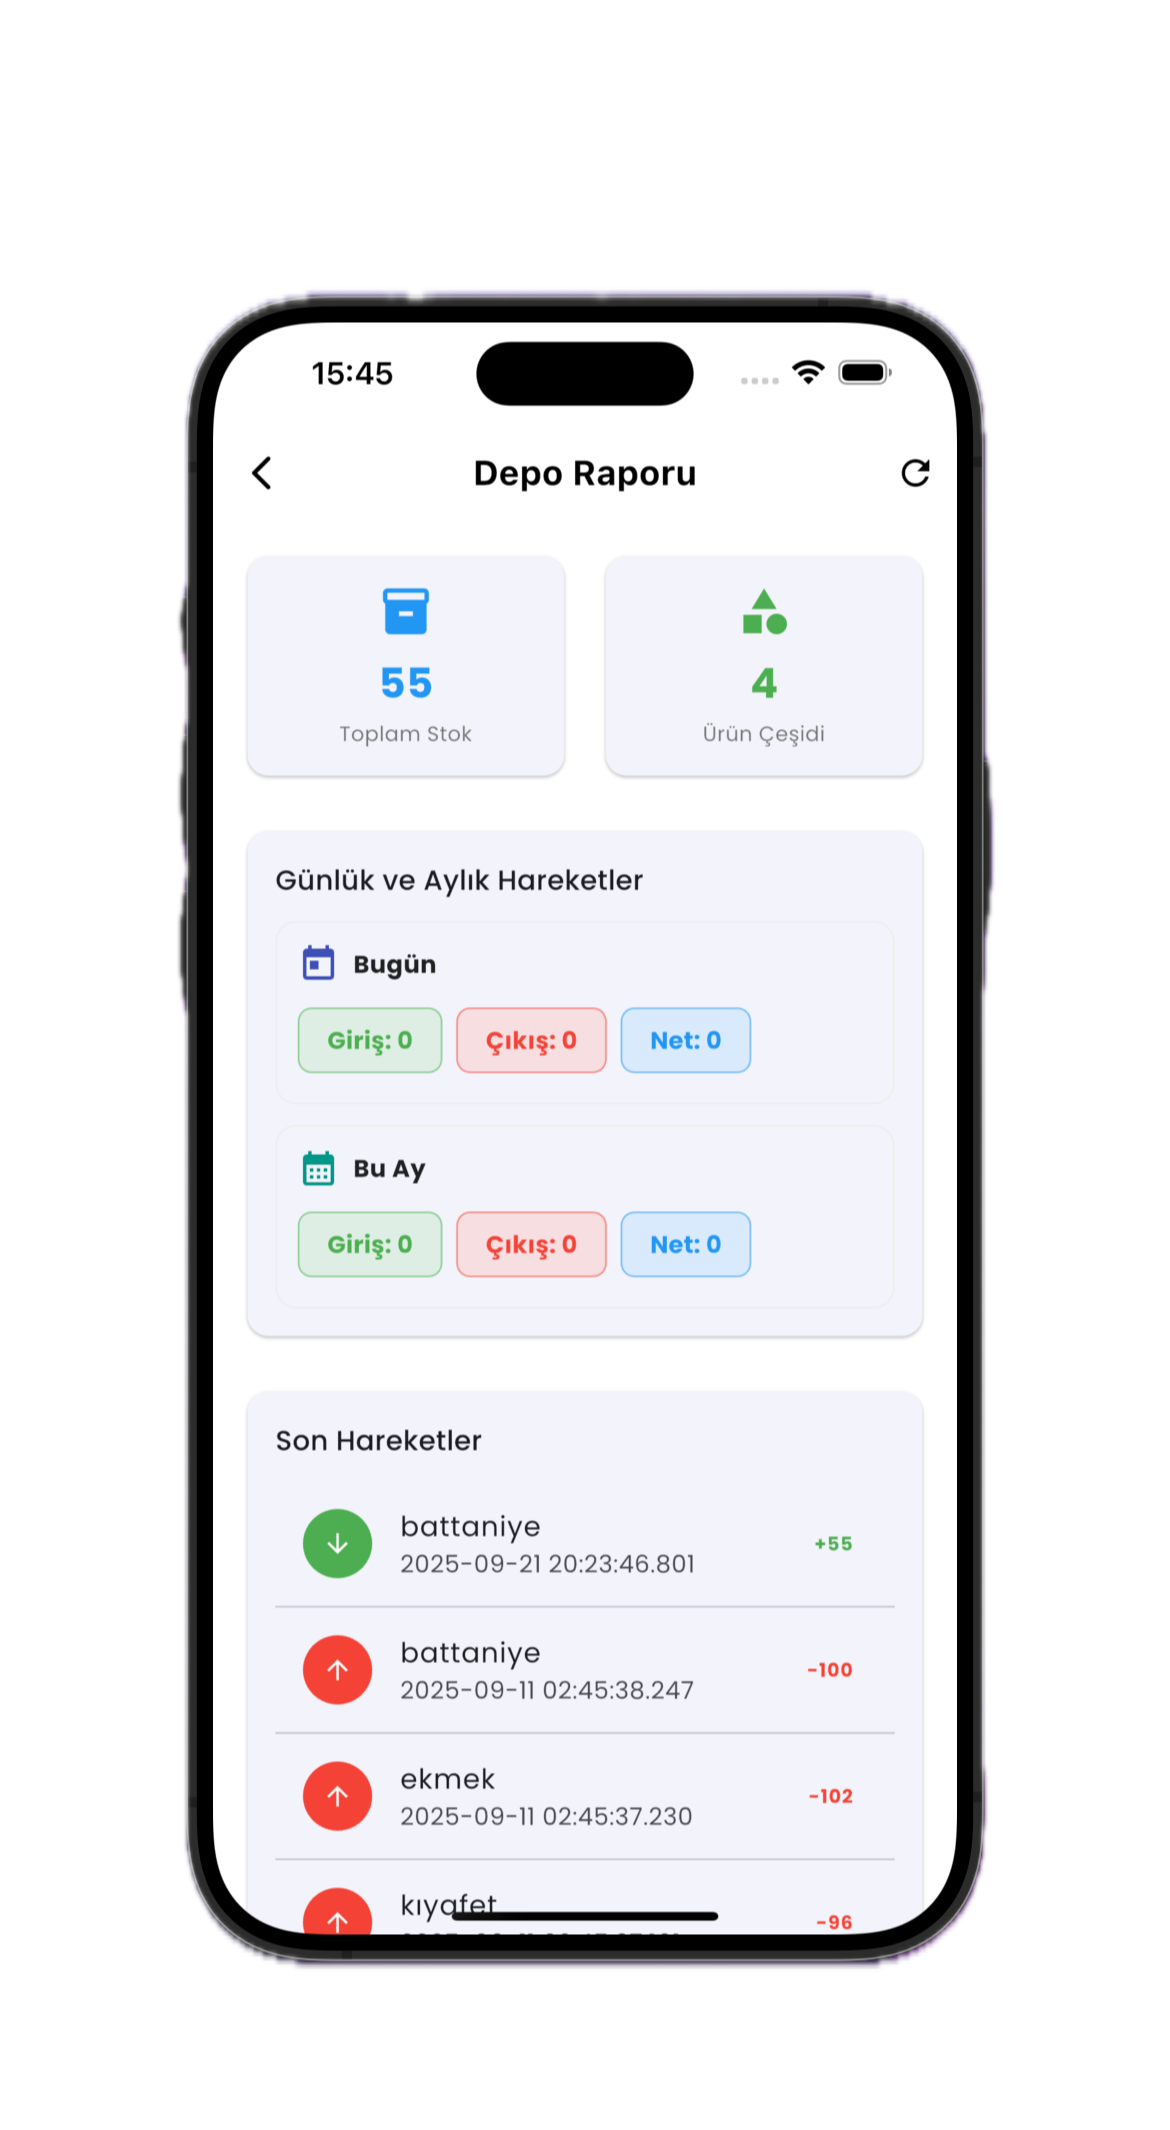 15:45
Depo Raporu
55
Toplam Stok
4
Ürün Çeşidi
Günlük ve Aylık Hareketler
Bugün
Giriş: 0
Çıkış: 0
Net: 0
Bu Ay
Giriş: 0
Çıkış: 0
Net: 0
Son Hareketler
battaniye
2025-09-21 20:23:46.801
+55
battaniye
2025-09-11 02:45:38.247
-100
ekmek
2025-09-11 02:45:37.230
-102
kıyafet
-96